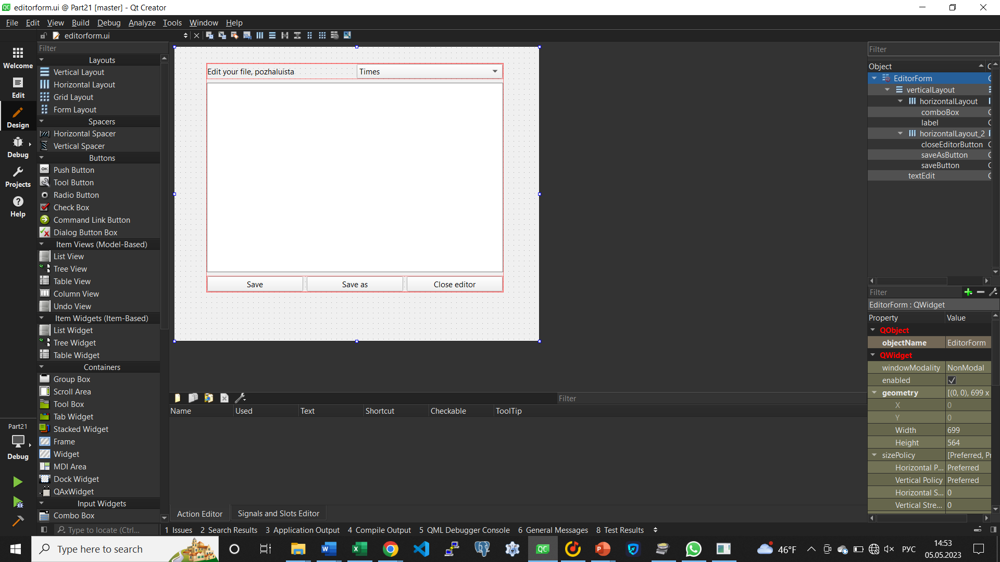 editorform.ui @ Part21 [master] - Qt Creator
File Edit View Build Debug Analyze Tools Window Help
editorform.ui
Welcome
Edit
Design
Debug
Projects
Help
Part21
Debug
Filter
Layouts
Vertical Layout
Horizontal Layout
Grid Layout
Form Layout
Spacers
Horizontal Spacer
Vertical Spacer
Buttons
Push Button
Tool Button
Radio Button
Check Box
Command Link Button
Dialog Button Box
Item Views (Model-Based)
List View
Tree View
Table View
Column View
Undo View
Item Widgets (Item-Based)
List Widget
Tree Widget
Table Widget
Containers
Group Box
Scroll Area
Tool Box
Tab Widget
Stacked Widget
Frame
Widget
MDI Area
Dock Widget
QAxWidget
Input Widgets
Combo Box
Edit your file, pozhaluista Times
Save Save as Close editor
Filter
Name Used Text Shortcut Checkable ToolTip
Action Editor Signals and Slots Editor
Filter
Object C
EditorForm C
verticalLayout
horizontalLayout
comboBox C
label C
horizontalLayout_2
closeEditorButton C
saveAsButton C
saveButton C
textEdit C
Filter
EditorForm : QWidget
Property Value
QObject
objectName EditorForm
QWidget
windowModality NonModal
enabled
geometry [(0, 0), 699 x
X 0
Y 0
Width 699
Height 564
sizePolicy [Preferred, Pr
Horizontal P... Preferred
Vertical Policy Preferred
Horizontal S... 0
Vertical Stre... 0
Type to locate (Ctrl... 1 Issues 2 Search Results 3 Application Output 4 Compile Output 5 QML Debugger Console 6 General Messages 8 Test Results
Type here to search 46°F РУС 14:53
05.05.2023